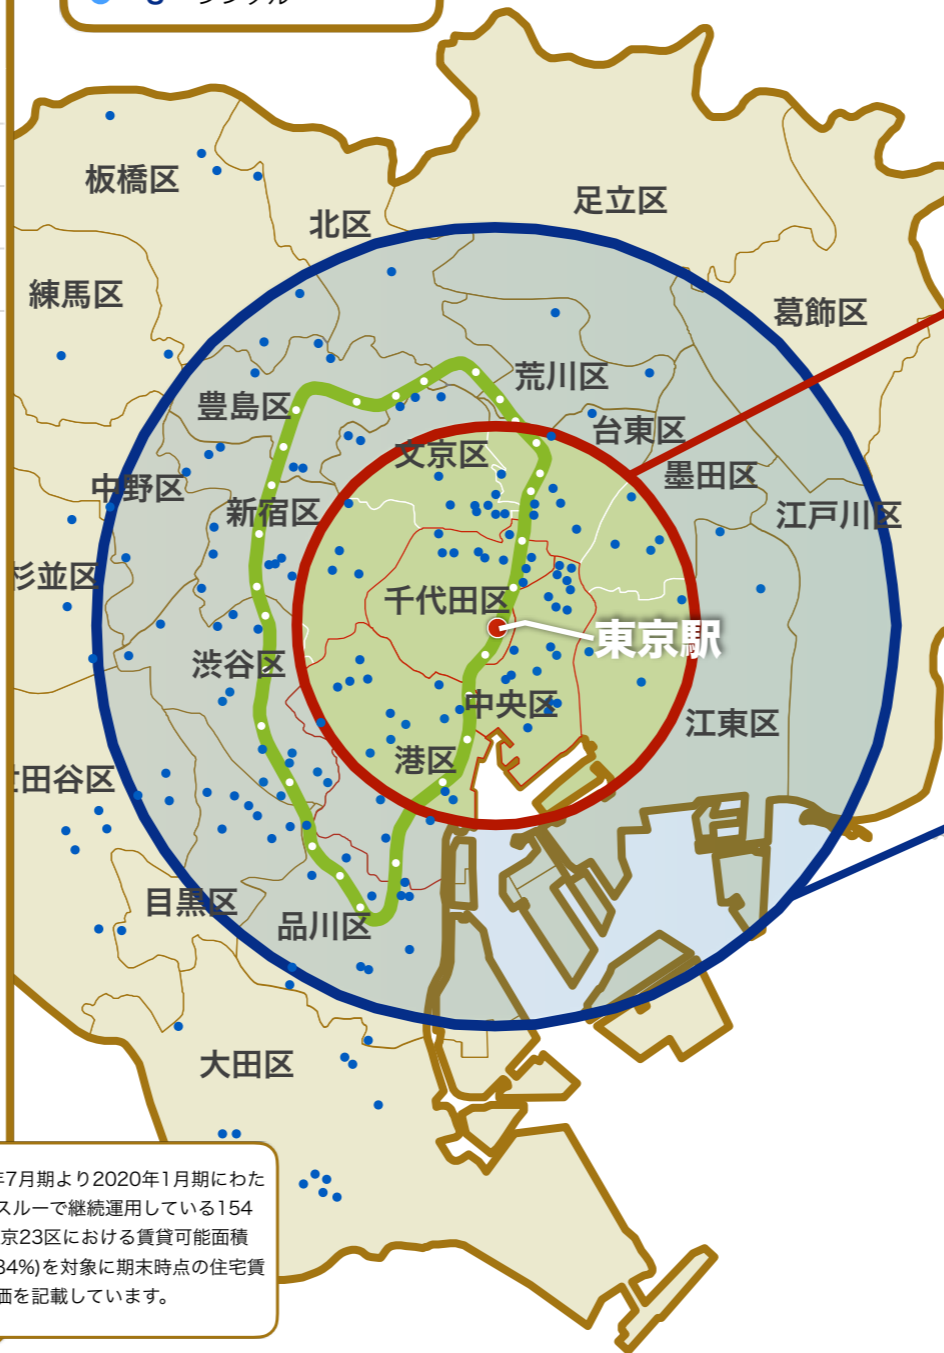 シングル
足立区
板橋区
北区
練馬区
葛飾区
荒川区
豊島区
台東区
文京区
墨田区
中野区
新宿区
江戸川区
杉並区
千代田区
東京駅
渋谷区
中央区
江東区
港区
田谷区
目黒区
品川区
大田区
年7月期より2020年1月期にわた
スルーで継続運用している154
京23区における賃貸可能面積
34%)を対象に期末時点の住宅賃
価を記載しています。